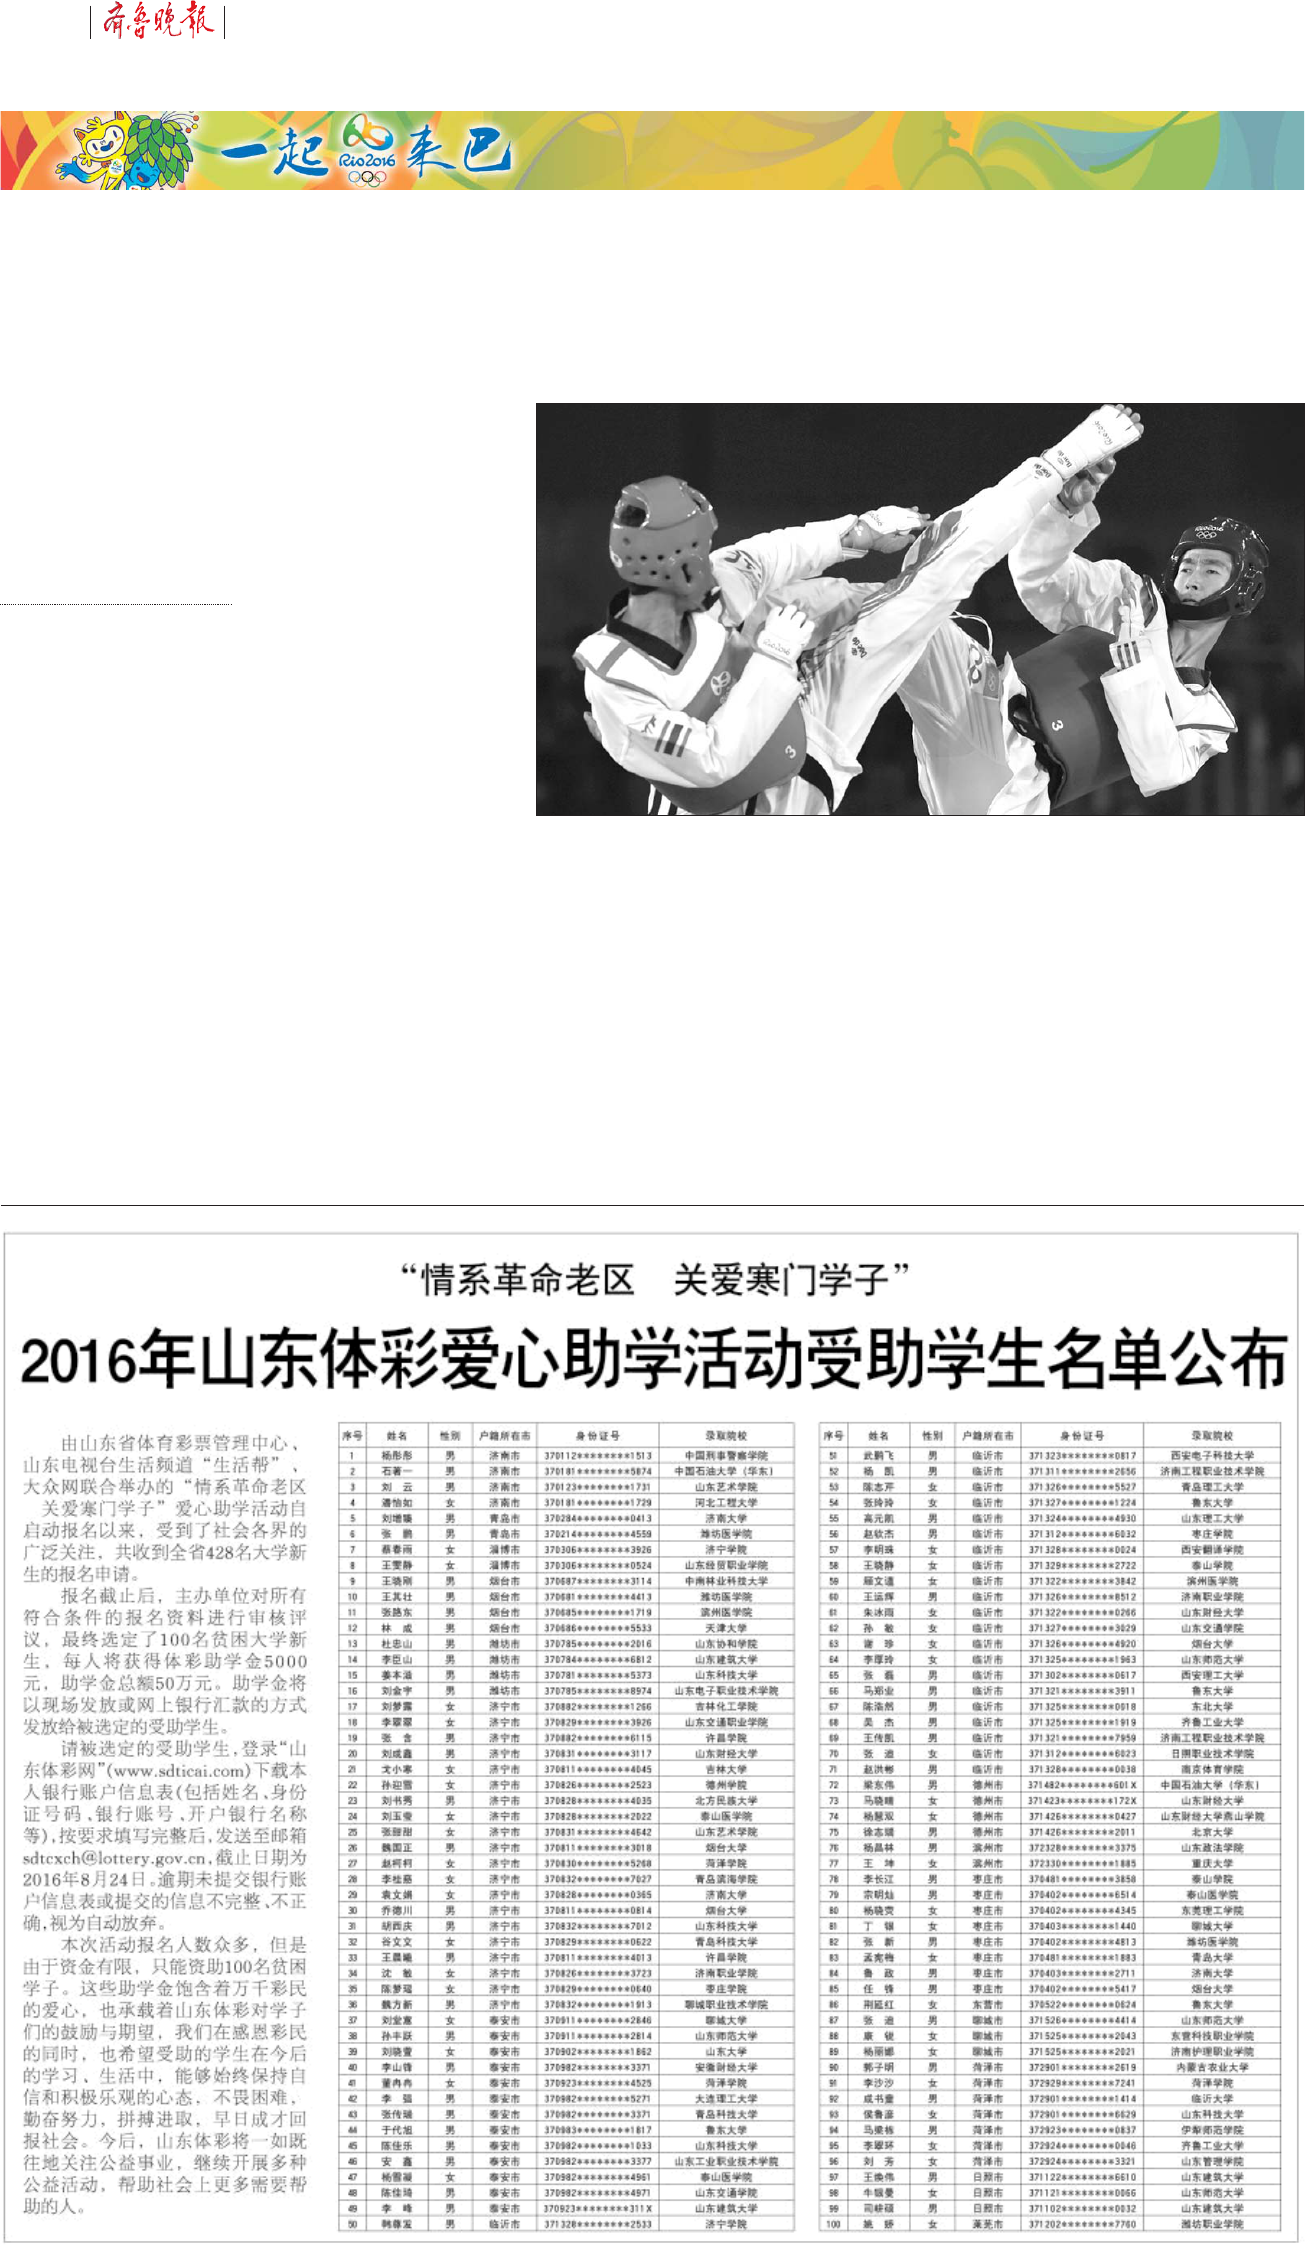 齐鲁晚报
一起 Rio2016 来巴
“情系革命老区 关爱寒门学子”
2016年山东体彩爱心助学活动受助学生名单公布
由山东省体育彩票管理中心、
山东电视台生活频道“生活帮”、
大众网联合举办的“情系革命老区
关爱寒门学子”爱心助学活动自
启动报名以来，受到了社会各界的
广泛关注，共收到全省428名大学新
生的报名申请。
报名截止后，主办单位对所有
符合条件的报名资料进行审核评
议，最终选定了100名贫困大学新
生，每人将获得体彩助学金5000
元，助学金总额50万元。助学金将
以现场发放或网上银行汇款的方式
发放给被选定的受助学生。
请被选定的受助学生，登录“山
东体彩网”(www.sdticai.com)下载本
人银行账户信息表(包括姓名、身份
证号码、银行账号、开户银行名称
等)，按要求填写完整后，发送至邮箱
sdtcxch@lottery.gov.cn，截止日期为
2016年8月24日。逾期未提交银行账
户信息表或提交的信息不完整、不正
确，视为自动放弃。
本次活动报名人数众多，但是
由于资金有限，只能资助100名贫困
学子。这些助学金饱含着万千彩民
的爱心，也承载着山东体彩对学子
们的鼓励与期望，我们在感恩彩民
的同时，也希望受助的学生在今后
的学习、生活中，能够始终保持自
信和积极乐观的心态，不畏困难，
勤奋努力，拼搏进取，早日成才回
报社会。今后，山东体彩将一如既
往地关注公益事业，继续开展多种
公益活动，帮助社会上更多需要帮
助的人。
序号 姓名 性别 户籍所在市 身份证号 录取院校
1 杨彤彤 男 济南市 370112********1513 中国刑事警察学院
2 石著一 男 济南市 370181********5874 中国石油大学（华东）
3 刘云 男 济南市 370123********1731 山东艺术学院
4 潘怡如 女 济南市 370181********1729 河北工程大学
5 男 青岛市 370284********0413 济南大学
6 张鹏 男 青岛市 370214********4559 潍坊医学院
7 蔡春雨 女 淄博市 370306********3926 济宁学院
8 王雯静 女 淄博市 370306********0524 山东经贸职业学院
9 王晓刚 男 烟台市 370687********3114 中南林业科技大学
10 王其壮 男 烟台市 370681********4413 潍坊医学院
11 张皓东 男 烟台市 370685********1719 滨州医学院
12 林成 男 烟台市 370686********5533 天津大学
13 杜忠山 男 潍坊市 370785********2016 山东协和学院
14 李臣山 男 潍坊市 370784********6812 山东建筑大学
15 姜本溢 男 潍坊市 370781********5373 山东科技大学
16 刘金宇 男 潍坊市 370785********8974 山东电子职业技术学院
17 刘梦露 女 济宁市 370882********1266 吉林化工学院
18 李翠翠 女 济宁市 370829********3926 山东交通职业学院
19 张含 男 济宁市 370882********6115 许昌学院
20 刘成鑫 男 济宁市 370831********3117 山东财经大学
21 戈小寒 女 济宁市 370811********4045 吉林大学
22 孙迎雪 女 济宁市 370826********2523 德州学院
23 刘书秀 男 济宁市 370828********4035 北方民族大学
24 刘玉莹 女 济宁市 370828********2022 泰山医学院
25 张甜甜 女 济宁市 370831********4642 山东艺术学院
26 魏国正 男 济宁市 370811********3018 烟台大学
27 赵柯柯 女 济宁市 370830********5268 菏泽学院
28 李桂嘉 女 济宁市 370832********7027 青岛滨海学院
29 袁文娟 女 济宁市 370828********0365 济南大学
30 乔德川 男 济宁市 370811********0814 烟台大学
31 胡西庆 男 济宁市 370832********7012 山东科技大学
32 谷文文 女 济宁市 370829********0622 青岛科技大学
33 王晨曦 男 济宁市 370811********4013 许昌学院
34 沈敏 女 济宁市 370826********3723 济南职业学院
35 陈梦瑶 女 济宁市 370829********0640 枣庄学院
36 魏方新 男 济宁市 370832********1913 聊城职业技术学院
37 女 泰安市 370911********2846 聊城大学
38 孙丰跃 男 泰安市 370911********2814 山东师范大学
39 刘晓萱 女 泰安市 370902********1862 山东大学
40 李山锋 男 泰安市 370982********3371 安徽财经大学
41 董冉冉 女 泰安市 370923********4525 菏泽学院
42 李强 男 泰安市 370982********5271 大连理工大学
43 张传瑞 男 泰安市 370982********3371 青岛科技大学
44 于代旭 男 泰安市 370983********1817 鲁东大学
45 陈佳乐 男 泰安市 370982********1033 山东科技大学
46 安鑫 男 泰安市 370982********3377 山东工业职业技术学院
47 杨雪凝 女 泰安市 370982********4961 泰山医学院
48 陈佳琦 男 泰安市 370982********4971 山东交通学院
49 李峰 男 泰安市 370923********311X 山东建筑大学
50 韩尊发 男 临沂市 371328********2533 济宁学院
序号 姓名 性别 户籍所在市 身份证号 录取院校
51 武鹏飞 男 临沂市 371323********0817 西安电子科技大学
52 杨凯 男 临沂市 371311********2656 济南工程职业技术学院
53 陈志芹 女 临沂市 371326********5527 青岛理工大学
54 张玲玲 女 临沂市 371327********1224 鲁东大学
55 高元凯 男 临沂市 371324********4930 山东理工大学
56 赵钦杰 男 临沂市 371312********6032 枣庄学院
57 李明珠 女 临沂市 371328********0024 西安翻译学院
58 王晓静 女 临沂市 371329********2722 泰山学院
59 女 临沂市 371322********3842 滨州医学院
60 王运辉 男 临沂市 371326********8512 济南职业学院
61 朱冰雨 女 临沂市 371322********0266 山东财经大学
62 孙敏 女 临沂市 371327********3029 山东交通学院
63 谢珍 女 临沂市 371326********4920 烟台大学
64 李厚玲 女 临沂市 371325********1963 山东师范大学
65 张磊 男 临沂市 371302********0617 西安理工大学
66 马郑业 男 临沂市 371321********3911 鲁东大学
67 陈浩然 男 临沂市 371325********0018 东北大学
68 吴杰 男 临沂市 371325********1919 齐鲁工业大学
69 王传凯 男 临沂市 371321********7959 济南工程职业技术学院
70 张迪 女 临沂市 371312********6023 日照职业技术学院
71 赵洪彬 男 临沂市 371328********0038 南京体育学院
72 梁东伟 男 德州市 371482********601X 中国石油大学（华东）
73 马晓晴 女 德州市 371423********172X 山东财经大学
74 杨慧双 女 德州市 371426********0427 山东财经大学燕山学院
75 徐志瑞 男 德州市 371426********2011 北京大学
76 杨昌林 男 滨州市 372328********3375 山东政法学院
77 王坤 女 滨州市 372330********1885 重庆大学
78 李长江 男 枣庄市 370481********3858 泰山学院
79 宗明灿 男 枣庄市 370402********6514 泰山医学院
80 杨晓荧 女 枣庄市 370402********4345 东莞理工学院
81 丁银 女 枣庄市 370403********1440 聊城大学
82 张新 男 枣庄市 370402********4813 潍坊医学院
83 孟宪梅 女 枣庄市 370481********1883 青岛大学
84 鲁政 男 枣庄市 370403********2711 济南大学
85 任锋 男 枣庄市 370402********5417 烟台大学
86 荆延红 女 东营市 370522********0624 鲁东大学
87 张迪 男 聊城市 371526********4414 山东师范大学
88 康锐 女 聊城市 371525********2043 东营科技职业学院
89 杨丽娜 女 聊城市 371525********2021 济南护理职业学院
90 郭子明 男 菏泽市 372901********2619 内蒙古农业大学
91 李沙沙 女 菏泽市 372929********7241 菏泽学院
92 成书童 男 菏泽市 372901********1414 临沂大学
93 侯鲁彦 女 菏泽市 372901********6629 山东科技大学
94 马梁栋 男 菏泽市 372923********0837 伊犁师范学院
95 李翠环 女 菏泽市 372924********0046 齐鲁工业大学
96 刘芳 女 菏泽市 372924********3321 山东管理学院
97 王焕伟 男 日照市 371122********6610 山东建筑大学
98 牛银曼 女 日照市 371121********0066 山东师范大学
99 司耕硕 男 日照市 371102********0032 山东建筑大学
100 姚娇 女 莱芜市 371202********7760 潍坊职业学院